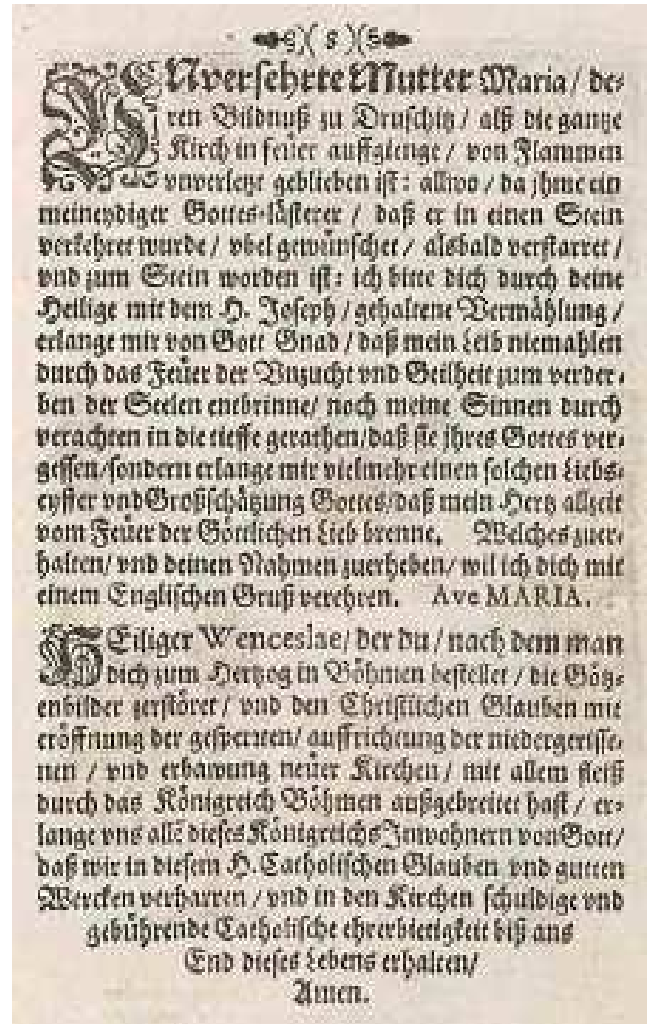 )( 8 )(
UNversehrte Mutter Maria / de⸗
ren Bildnuß zu Druschitz / alß die gantze
Kirch in feüer auffgienge / von Flammen
vnverletzt geblieben ist: allwo / da jhme ein
meineydiger Gottes⸗lästerer / daß er in einen Stein
verkehret wurde / vbel gewünschet / alsbald verstarret /
vnd zum Stein worden ist: ich bitte dich durch deine
Heilige mit dem H. Joseph / gehaltene Vermählung /
erlange mir von Gott Gnad / daß mein Leib niemahlen
durch das Feüer der Vnzucht vnd Geilheit zum verder⸗
ben der Seelen entbrinne / noch meine Sinnen durch
verachten in die tieffe gerathen / daß sie jhres Gottes ver⸗
gessen / sondern erlange mir vielmehr einen solchen Liebs⸗
eyffer vnd Großschätzung Gottes / daß mein Hertz allzeit
vom Feüer der Göttlichen Lieb brenne. Welches zuer⸗
halten / vnd deinen Nahmen zuerheben / wil ich dich mit
einem Englischen Gruß verehren. Ave MARIA.
HEiliger Wenceslae / der du / nach dem man
dich zum Hertzog in Böhmen bestellet / die Götz⸗
enbilder zerstöret / vnd den Christlichen Glauben mit
eröffnung der gesperrten / auffrichtung der niedergerisse⸗
nen / vnd erbawung neüer Kirchen / mit allem fleiß
durch das Königreich Böhmen außgebreitet hast / er⸗
lange vns allē dieses Königreichs Inwohnern von Gott /
daß wir in diesem H. Catholischen Glauben vnd gutten
Wercken verharren / vnd in den Kirchen schuldige vnd
gebührende Catholische ehrerbietigkeit biß ans
End dieses Lebens erhalten /
Amen.